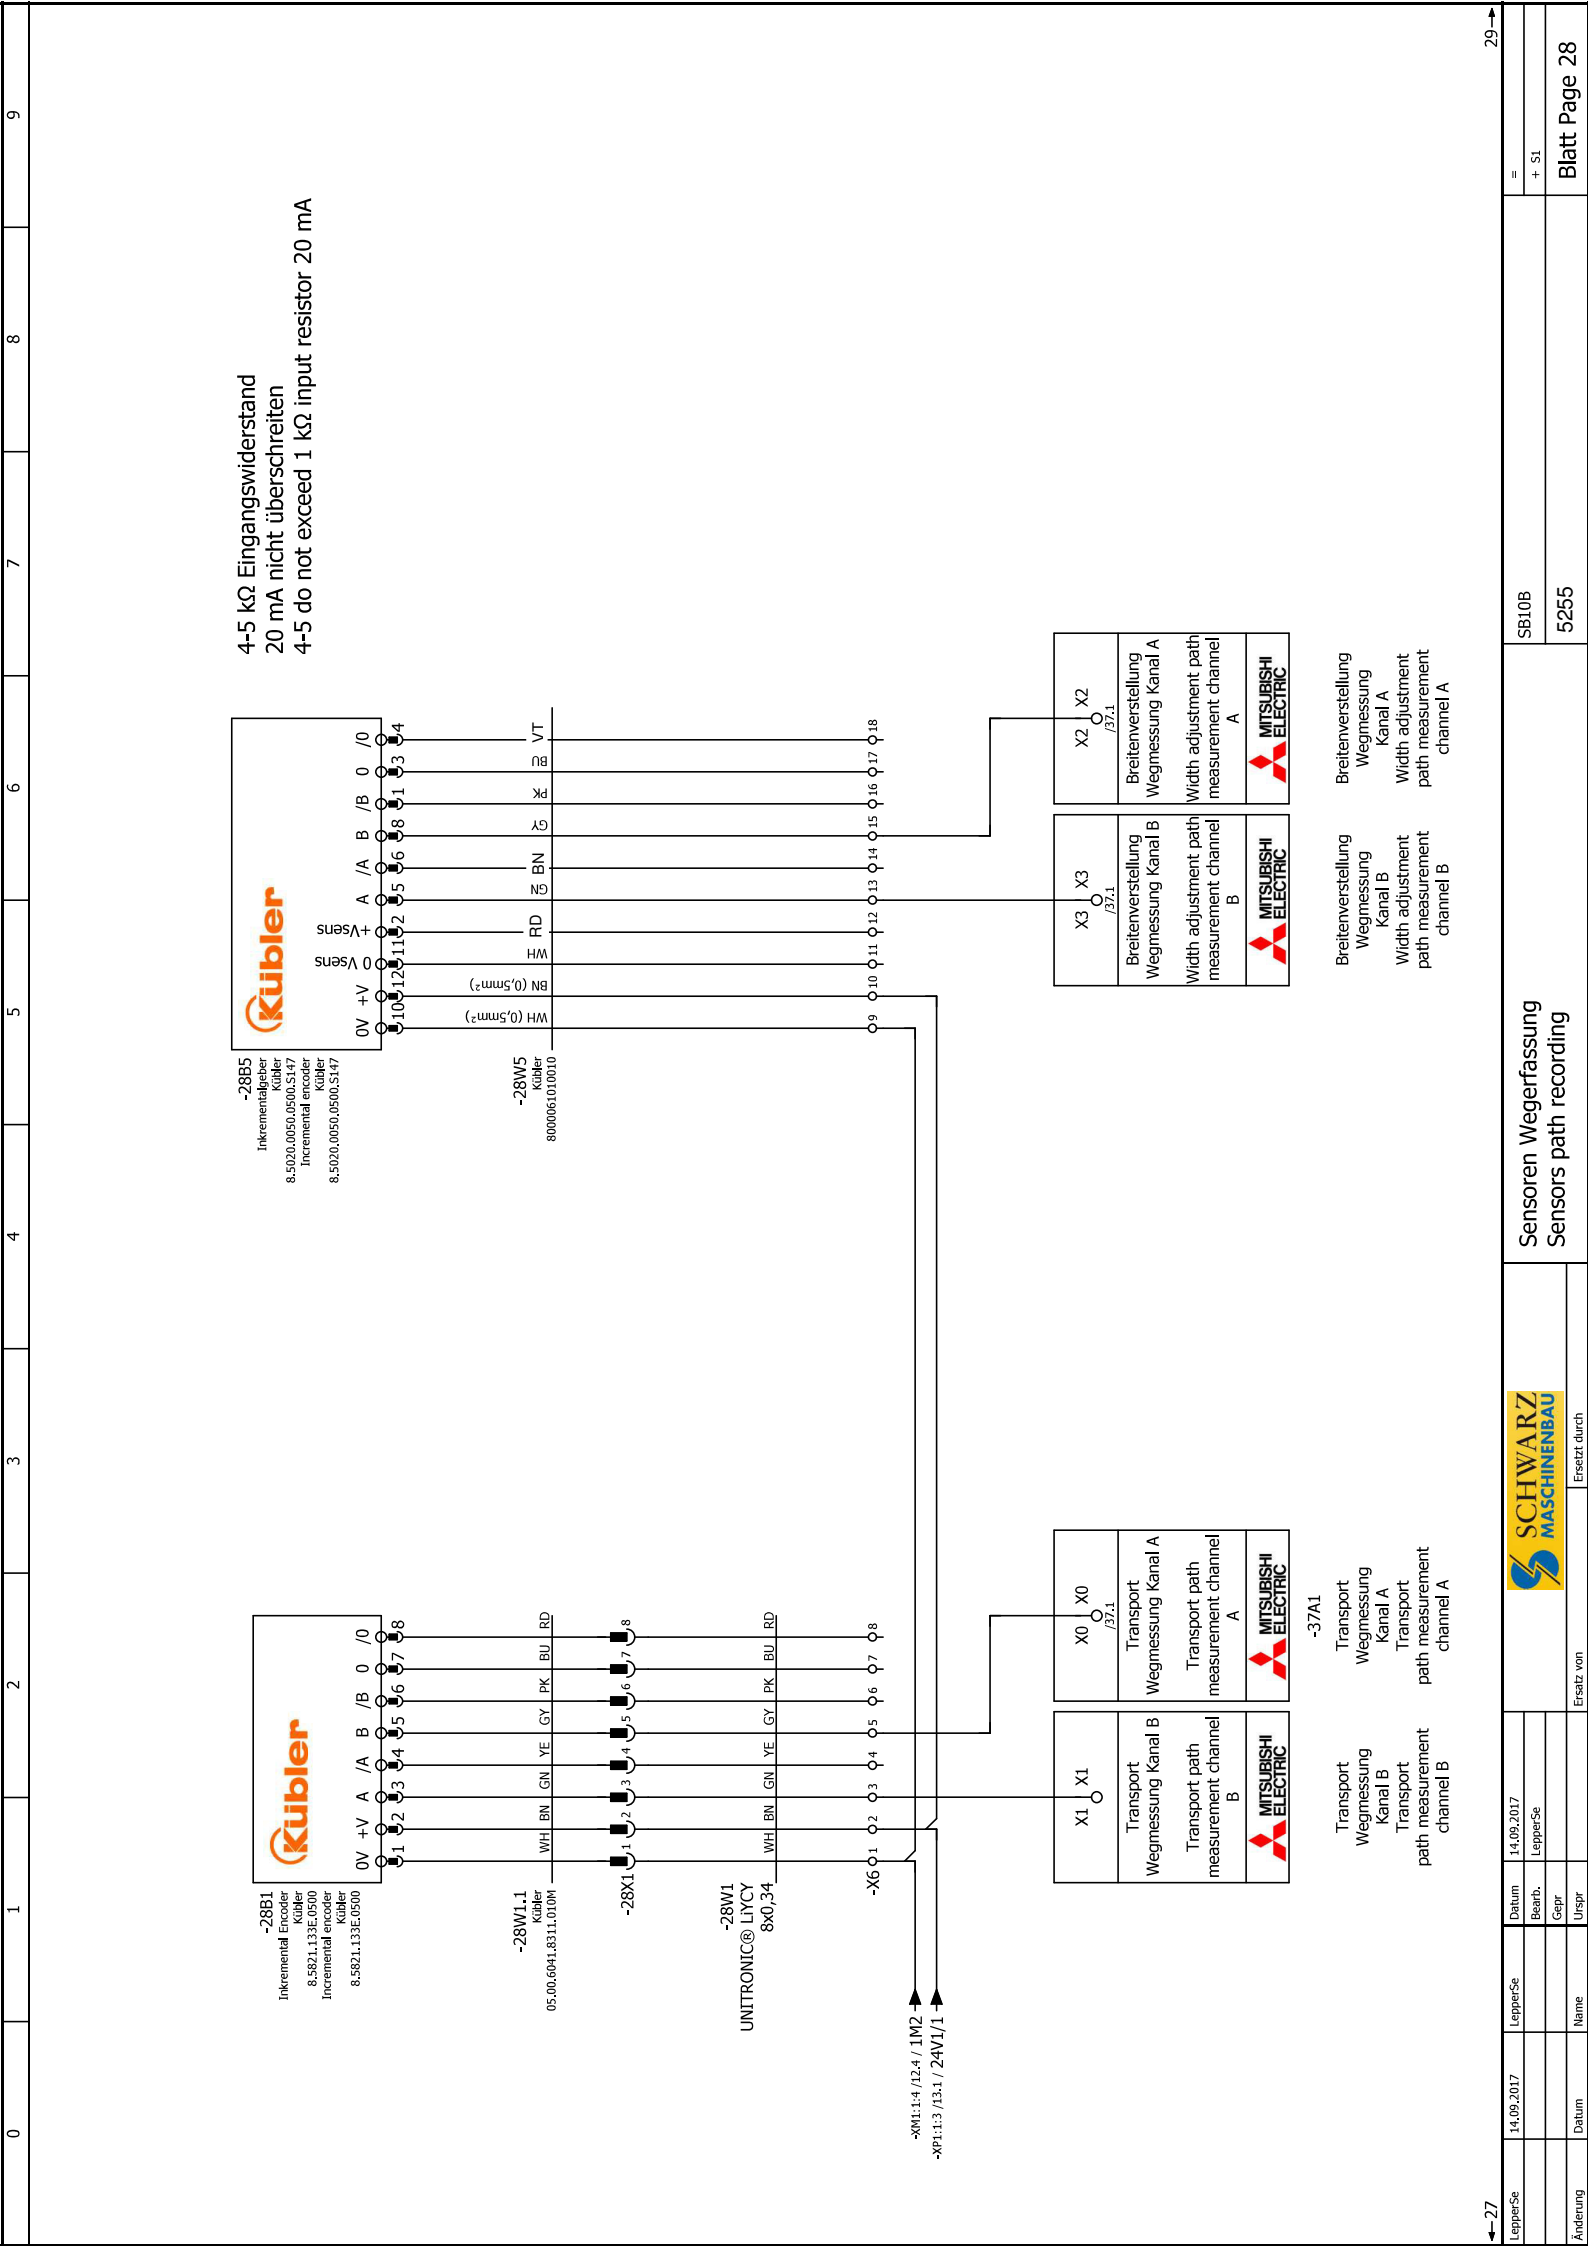 0 1 2 3 4 5 6 7 8 9
4-5 kΩ Eingangswiderstand
20 mA nicht überschreiten
4-5 do not exceed 1 kΩ input resistor 20 mA
-28B1
Inkremental Encoder
Kübler
8.5821.133E.0500
Incremental encoder
Kübler
8.5821.133E.0500
Kübler
0V +V A /A B /B 0 /0
1 2 3 4 5 6 7 8
-28W1.1
Kübler
05.00.6041.8311.010M
WH BN GN YE GY PK BU RD
-28X1
1 2 3 4 5 6 7 8
-28W1
UNITRONIC® LiYCY
8x0,34
WH BN GN YE GY PK BU RD
-X6
1 2 3 4 5 6 7 8
-28B5
Inkrementalgeber
Kübler
8.5020.0050.0500.S147
Incremental encoder
Kübler
8.5020.0050.0500.S147
Kübler
0V +V 0 Vsens +Vsens A /A B /B 0 /0
10 12 11 2 5 6 8 1 3 4
-28W5
Kübler
8000061010010
WH (0,5mm²) BN (0,5mm²) WH RD GN BN GY PK BU VT
9 10 11 12 13 14 15 16 17 18
-XM1:1:4 /12.4 / 1M2
-XP1:1:3 /13.1 / 24V1/1
X1 X1
Transport
Wegmessung Kanal B
Transport path
measurement channel
B
MITSUBISHI
ELECTRIC
X0 X0
/37.1
Transport
Wegmessung Kanal A
Transport path
measurement channel
A
MITSUBISHI
ELECTRIC
-37A1
X3 X3
/37.1
Breitenverstellung
Wegmessung Kanal B
Width adjustment path
measurement channel
B
MITSUBISHI
ELECTRIC
X2 X2
/37.1
Breitenverstellung
Wegmessung Kanal A
Width adjustment path
measurement channel
A
MITSUBISHI
ELECTRIC
Transport
Wegmessung
Kanal B
Transport
path measurement
channel B
Transport
Wegmessung
Kanal A
Transport
path measurement
channel A
Breitenverstellung
Wegmessung
Kanal B
Width adjustment
path measurement
channel B
Breitenverstellung
Wegmessung
Kanal A
Width adjustment
path measurement
channel A
27
29
LepperSe 14.09.2017 LepperSe
Änderung Datum Name
Datum 14.09.2017
Bearb. LepperSe
Gepr
Urspr
Ersatz von
Ersetzt durch
SCHWARZ
MASCHINENBAU
Sensoren Wegerfassung
Sensors path recording
SB10B
5255
=
+ S1
Blatt Page 28